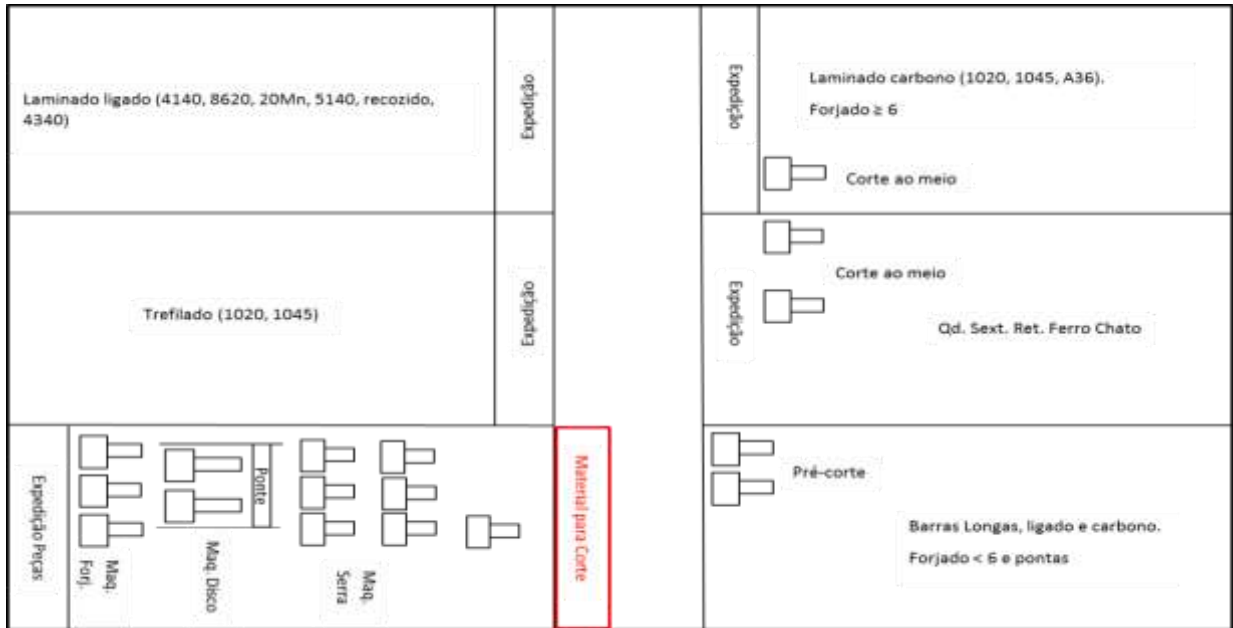 Laminado ligado (4140, 8620, 20Mn, 5140, recozido,
4340)
Expedição
Expedição
Laminado carbono (1020, 1045, A36).
Forjado ≥ 6
Corte ao meio
Trefilado (1020, 1045)
Expedição
Expedição
Corte ao meio
Qd. Sext. Ret. Ferro Chato
Expedição Peças
Maq.
Forj.
Ponte
Maq. Disco
Maq.
Serra
Material para Corte
Pré-corte
Barras Longas, ligado e carbono.
Forjado < 6 e pontas